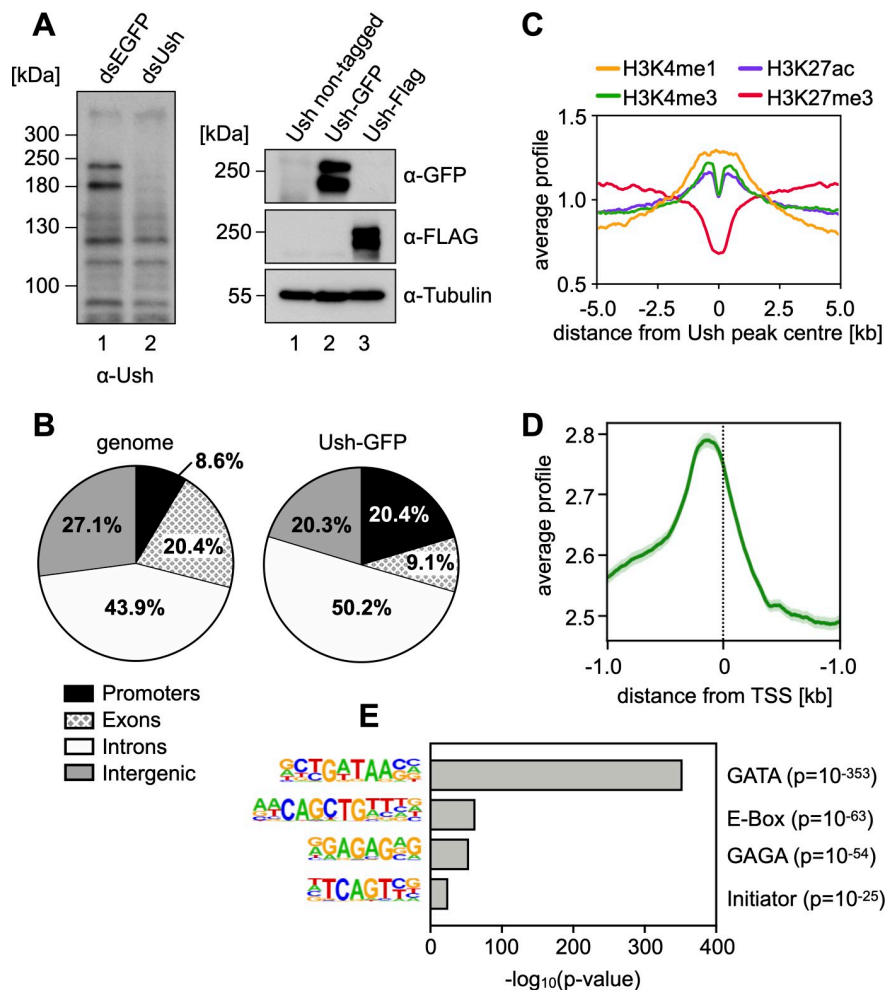 A
[kDa]
dsEGFP
dsUsh
300
250
180
130
100
1 2
α-Ush
[kDa]
Ush non-tagged
Ush-GFP
Ush-Flag
250
α-GFP
250
α-FLAG
55
α-Tubulin
1 2 3
C
H3K4me1 H3K27ac
H3K4me3 H3K27me3
average profile
1.5
1.0
0.5
-5.0 -2.5 0 2.5 5.0
distance from Ush peak centre [kb]
B
genome
8.6%
27.1%
20.4%
43.9%
Ush-GFP
20.3%
20.4%
9.1%
50.2%
Promoters
Exons
Introns
Intergenic
D
average profile
2.8
2.7
2.6
2.5
-1.0 0 -1.0
distance from TSS [kb]
E
GATA (p=10-353)
E-Box (p=10-63)
GAGA (p=10-54)
Initiator (p=10-25)
0 100 200 300 400
-log10(p-value)